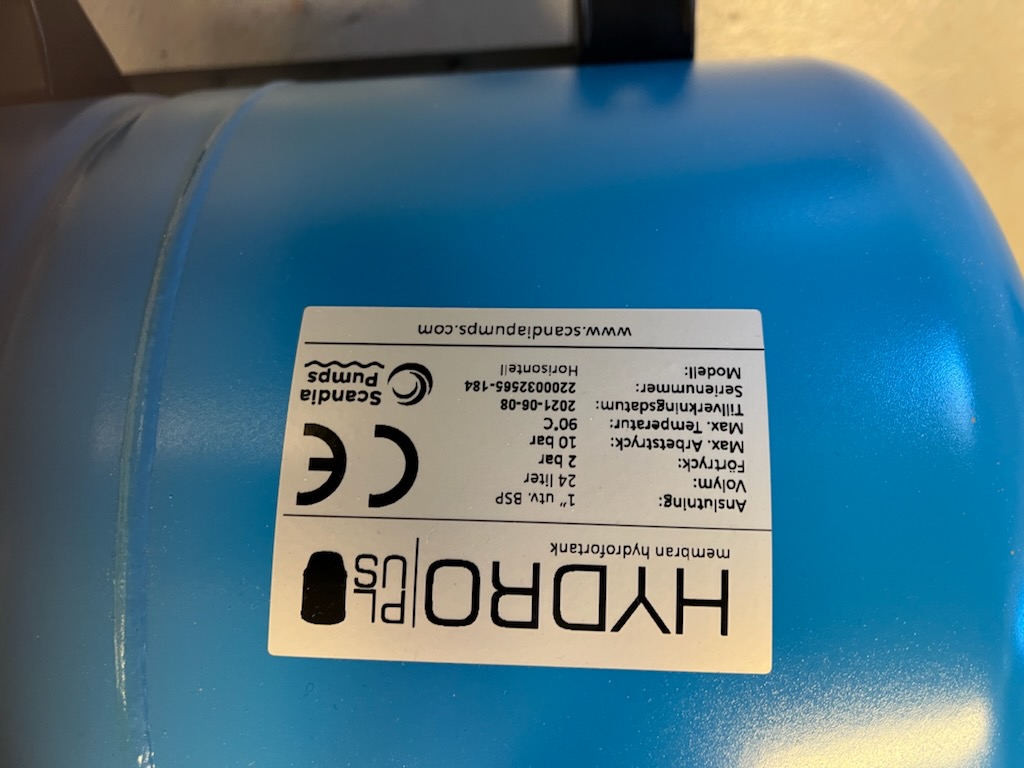 HYDRO PLUS
membran hydrofortank
Anslutning: 1" utv. BSP
Volym: 24 liter
Förtryck: 2 bar
Max. Arbetstryck: 10 bar
Max. Temperatur: 90°C
Tillverkningsdatum: 2021-06-08
Serienummer: 2200032565-184
Modell: Horisontell
CE
Scandia
Pumps
www.scandiapumps.com